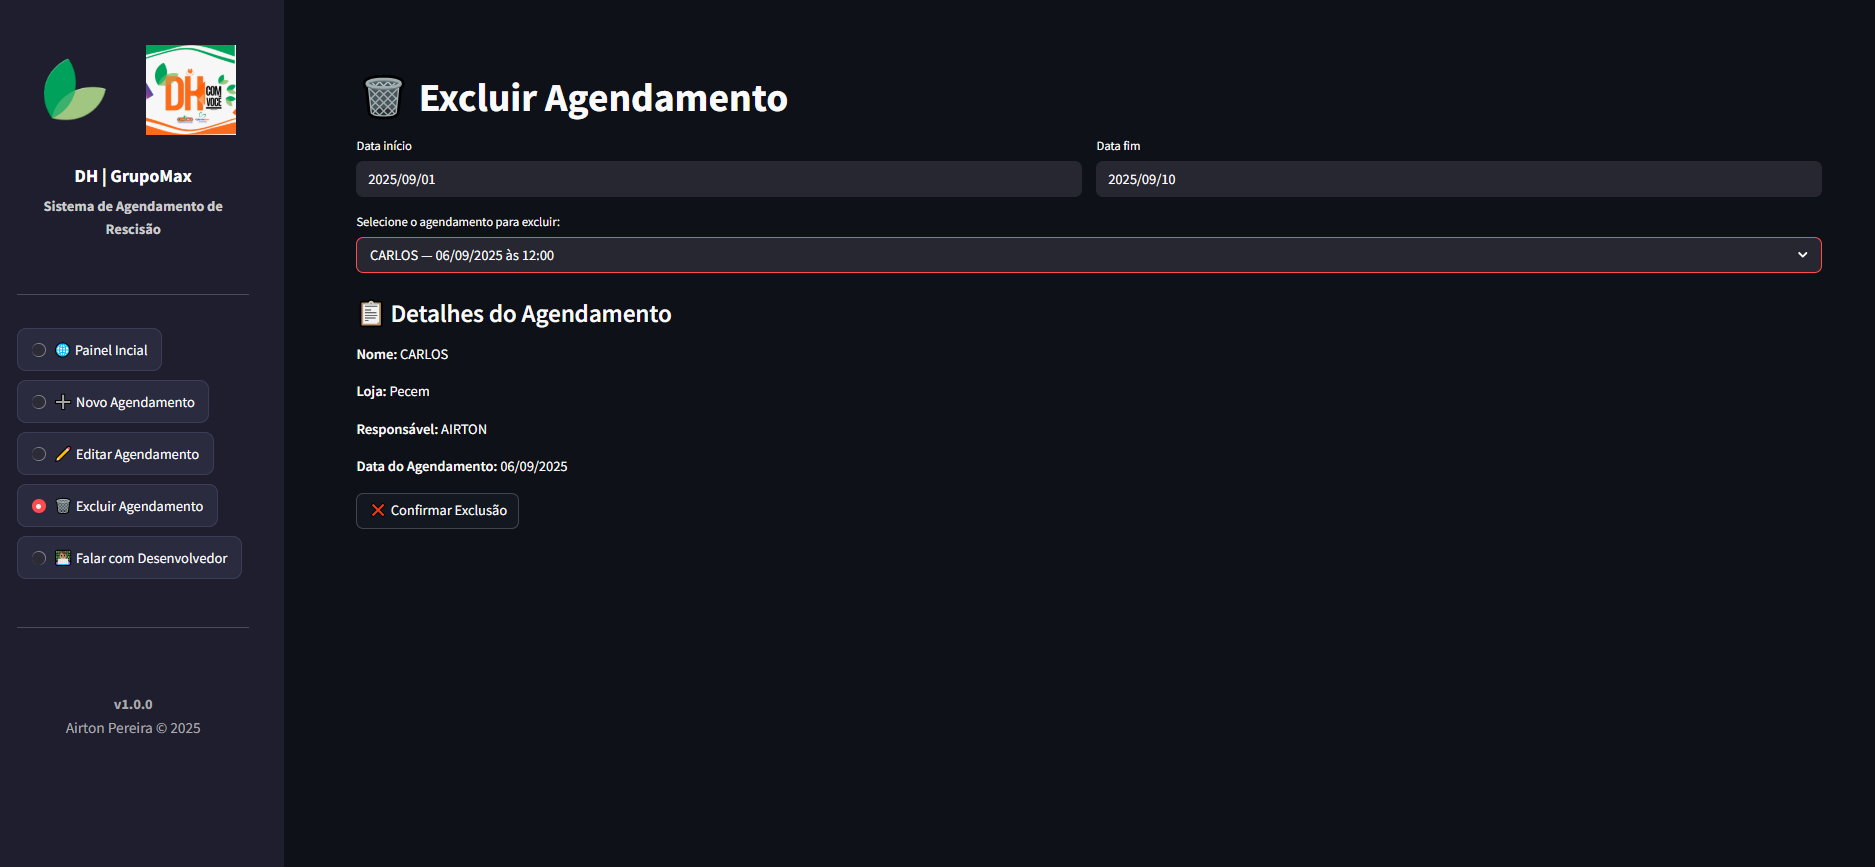 DH COM VOCÊ
DH | GrupoMax
Sistema de Agendamento de
Rescisão
Painel Incial
Novo Agendamento
Editar Agendamento
Excluir Agendamento
Falar com Desenvolvedor
v1.0.0
Airton Pereira © 2025
Excluir Agendamento
Data início
Data fim
2025/09/01
2025/09/10
Selecione o agendamento para excluir:
CARLOS — 06/09/2025 às 12:00
Detalhes do Agendamento
Nome: CARLOS
Loja: Pecem
Responsável: AIRTON
Data do Agendamento: 06/09/2025
Confirmar Exclusão